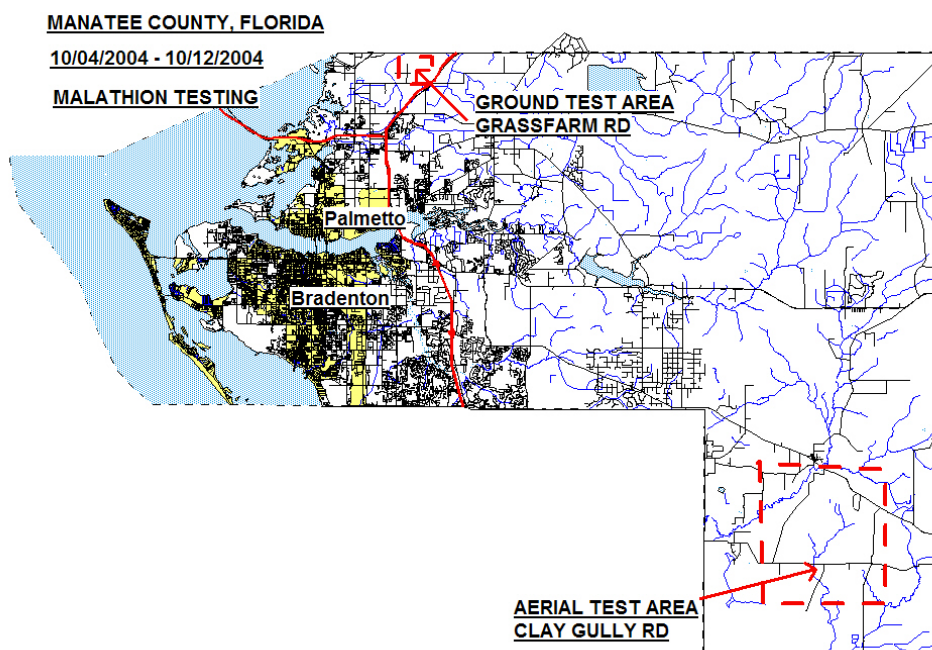 MANATEE COUNTY, FLORIDA
10/04/2004 - 10/12/2004
MALATHION TESTING
GROUND TEST AREA
GRASSFARM RD
Palmetto
Bradenton
AERIAL TEST AREA
CLAY GULLY RD